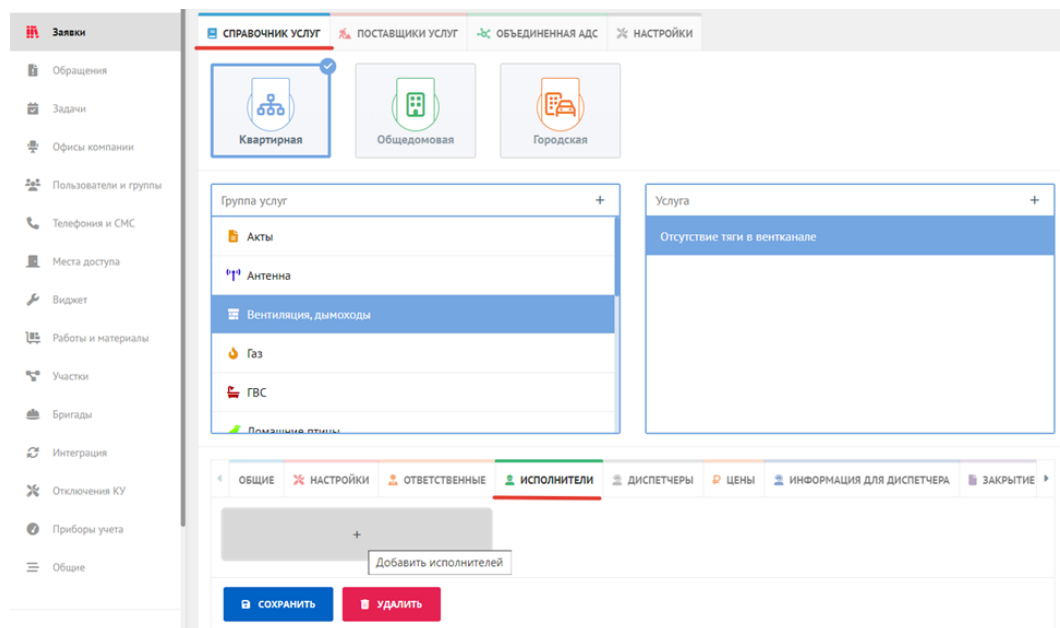 Заявки
Обращения
Задачи
Офисы компании
Пользователи и группы
Телефония и СМС
Места доступа
Виджет
Работы и материалы
Участки
Бригады
Интеграция
Отключения КУ
Приборы учета
Общие
СПРАВОЧНИК УСЛУГ ПОСТАВЩИКИ УСЛУГ ОБЪЕДИНЕННАЯ АДС НАСТРОЙКИ
Квартирная Общедомовая Городская
Группа услуг +
Акты
Антенна
Вентиляция, дымоходы
Газ
ГВС
Домашние птицы
Услуга +
Отсутствие тяги в вентканале
ОБЩИЕ НАСТРОЙКИ ОТВЕТСТВЕННЫЕ ИСПОЛНИТЕЛИ ДИСПЕТЧЕРЫ ЦЕНЫ ИНФОРМАЦИЯ ДЛЯ ДИСПЕТЧЕРА ЗАКРЫТИЕ
+
Добавить исполнителей
СОХРАНИТЬ УДАЛИТЬ